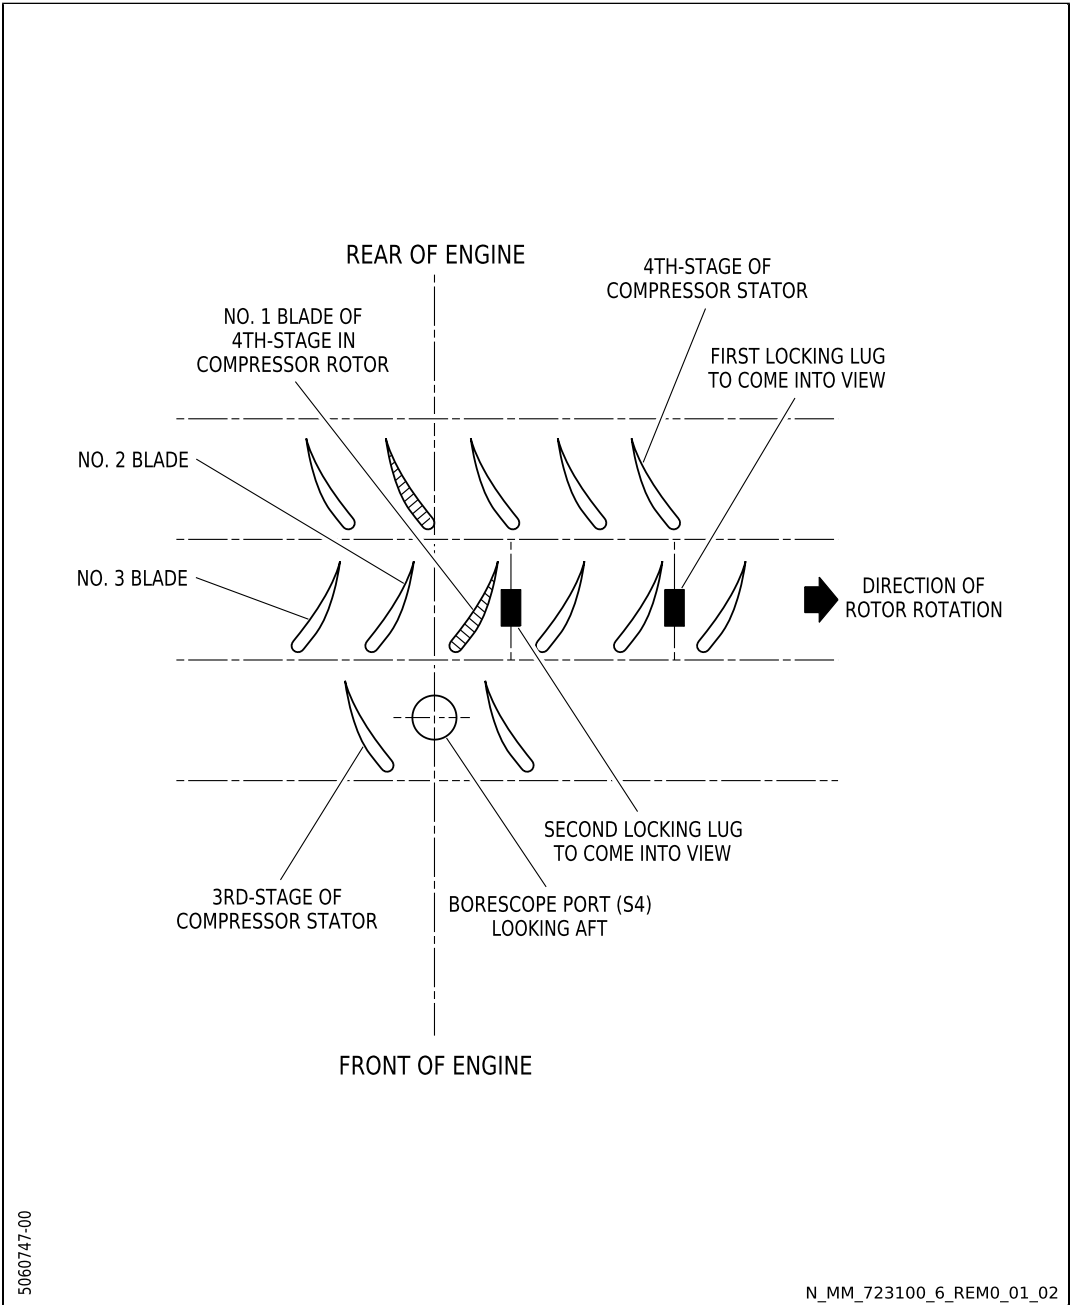 REAR OF ENGINE
4TH-STAGE OF
COMPRESSOR STATOR
NO. 1 BLADE OF
4TH-STAGE IN
COMPRESSOR ROTOR
FIRST LOCKING LUG
TO COME INTO VIEW
NO. 2 BLADE
NO. 3 BLADE
DIRECTION OF
ROTOR ROTATION
SECOND LOCKING LUG
TO COME INTO VIEW
3RD-STAGE OF
COMPRESSOR STATOR
BORESCOPE PORT (S4)
LOOKING AFT
FRONT OF ENGINE
5060747-00
N_MM_723100_6_REM0_01_02